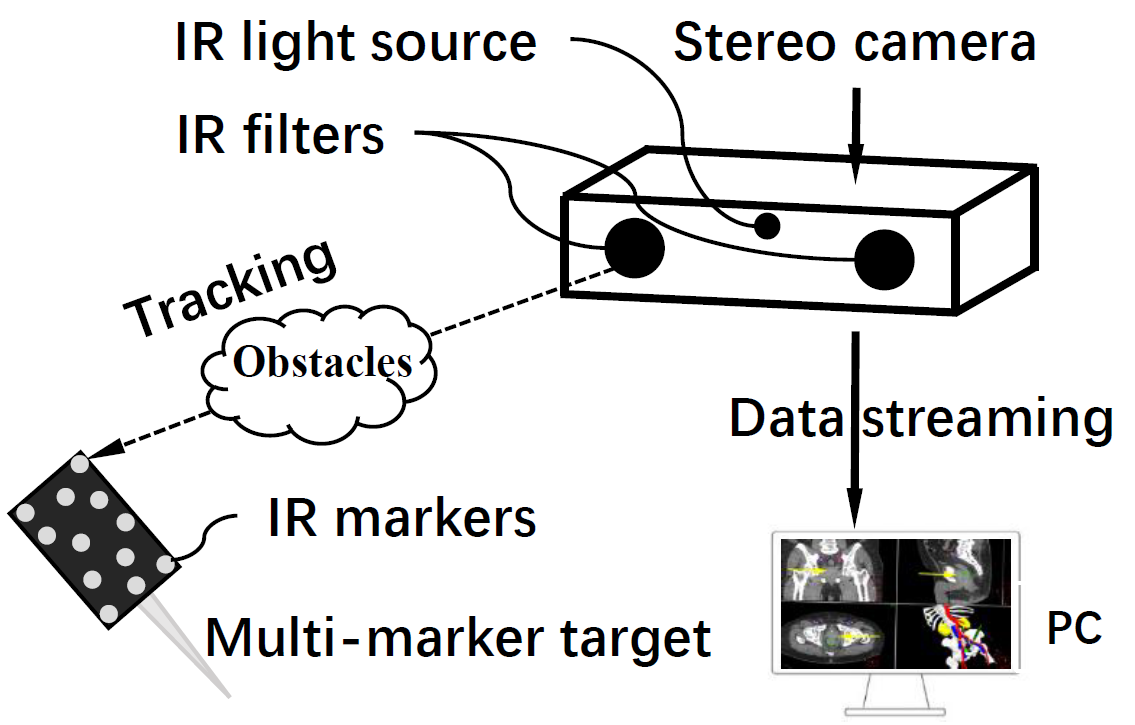 IR light source
Stereo camera
IR filters
Tracking
Obstacles
Data streaming
IR markers
Multi-marker target
PC